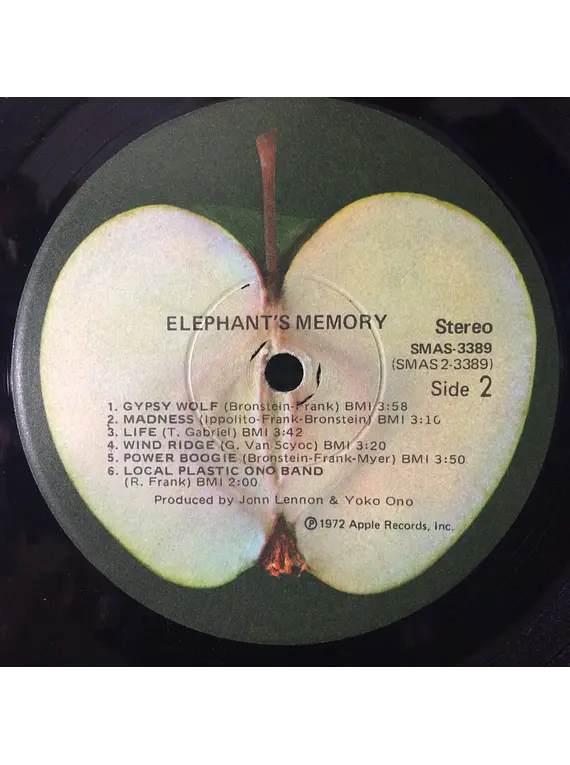 ELEPHANT'S MEMORY
Stereo
SMAS-3389
(SMAS 2-3389)
Side 2
1. GYPSY WOLF (Bronstein-Frank) BMI 3:58
2. MADNESS (Ippolito-Frank-Bronstein) BMI 3:10
3. LIFE (T. Gabriel) BMI 3:42
4. WIND RIDGE (G. Van Scyoc) BMI 3:20
5. POWER BOOGIE (Bronstein-Frank-Myer) BMI 3:50
6. LOCAL PLASTIC ONO BAND
(R. Frank) BMI 2:00
Produced by John Lennon & Yoko Ono
℗1972 Apple Records, Inc.